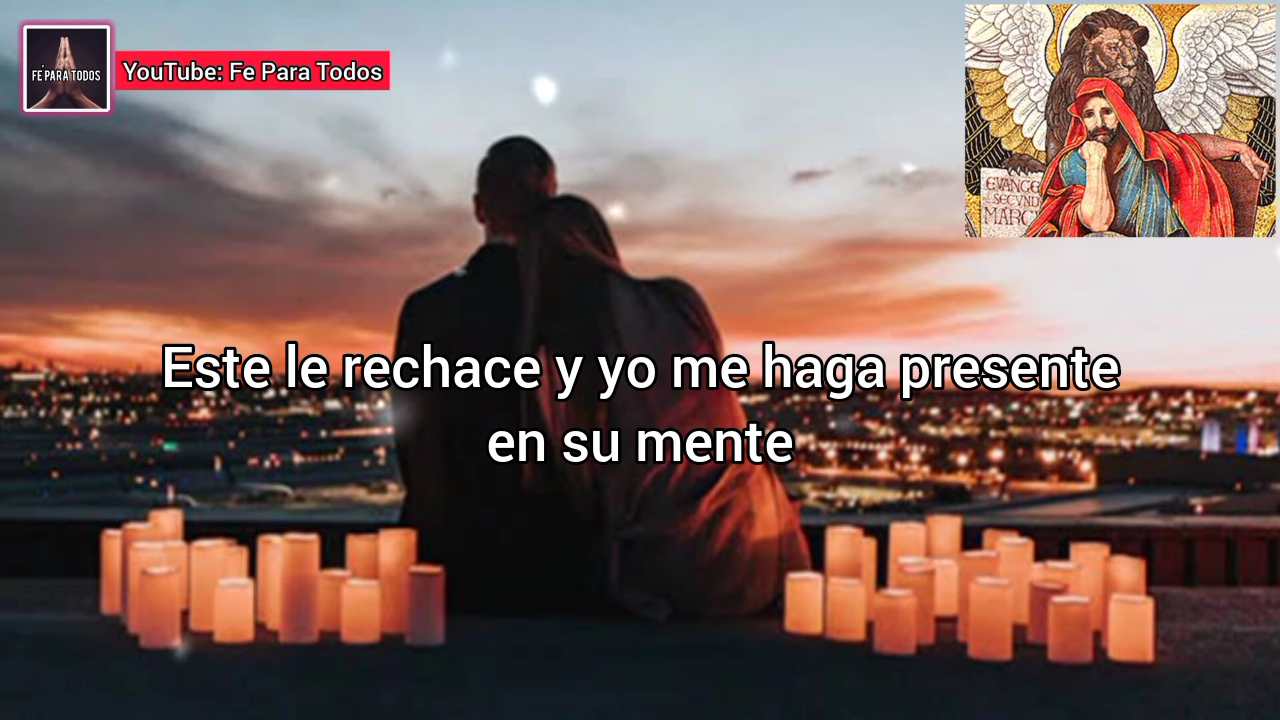 FE PARA TODOS
YouTube: Fe Para Todos
EVANGE
SECVND
MARC
Este le rechace y yo me haga presente
en su mente